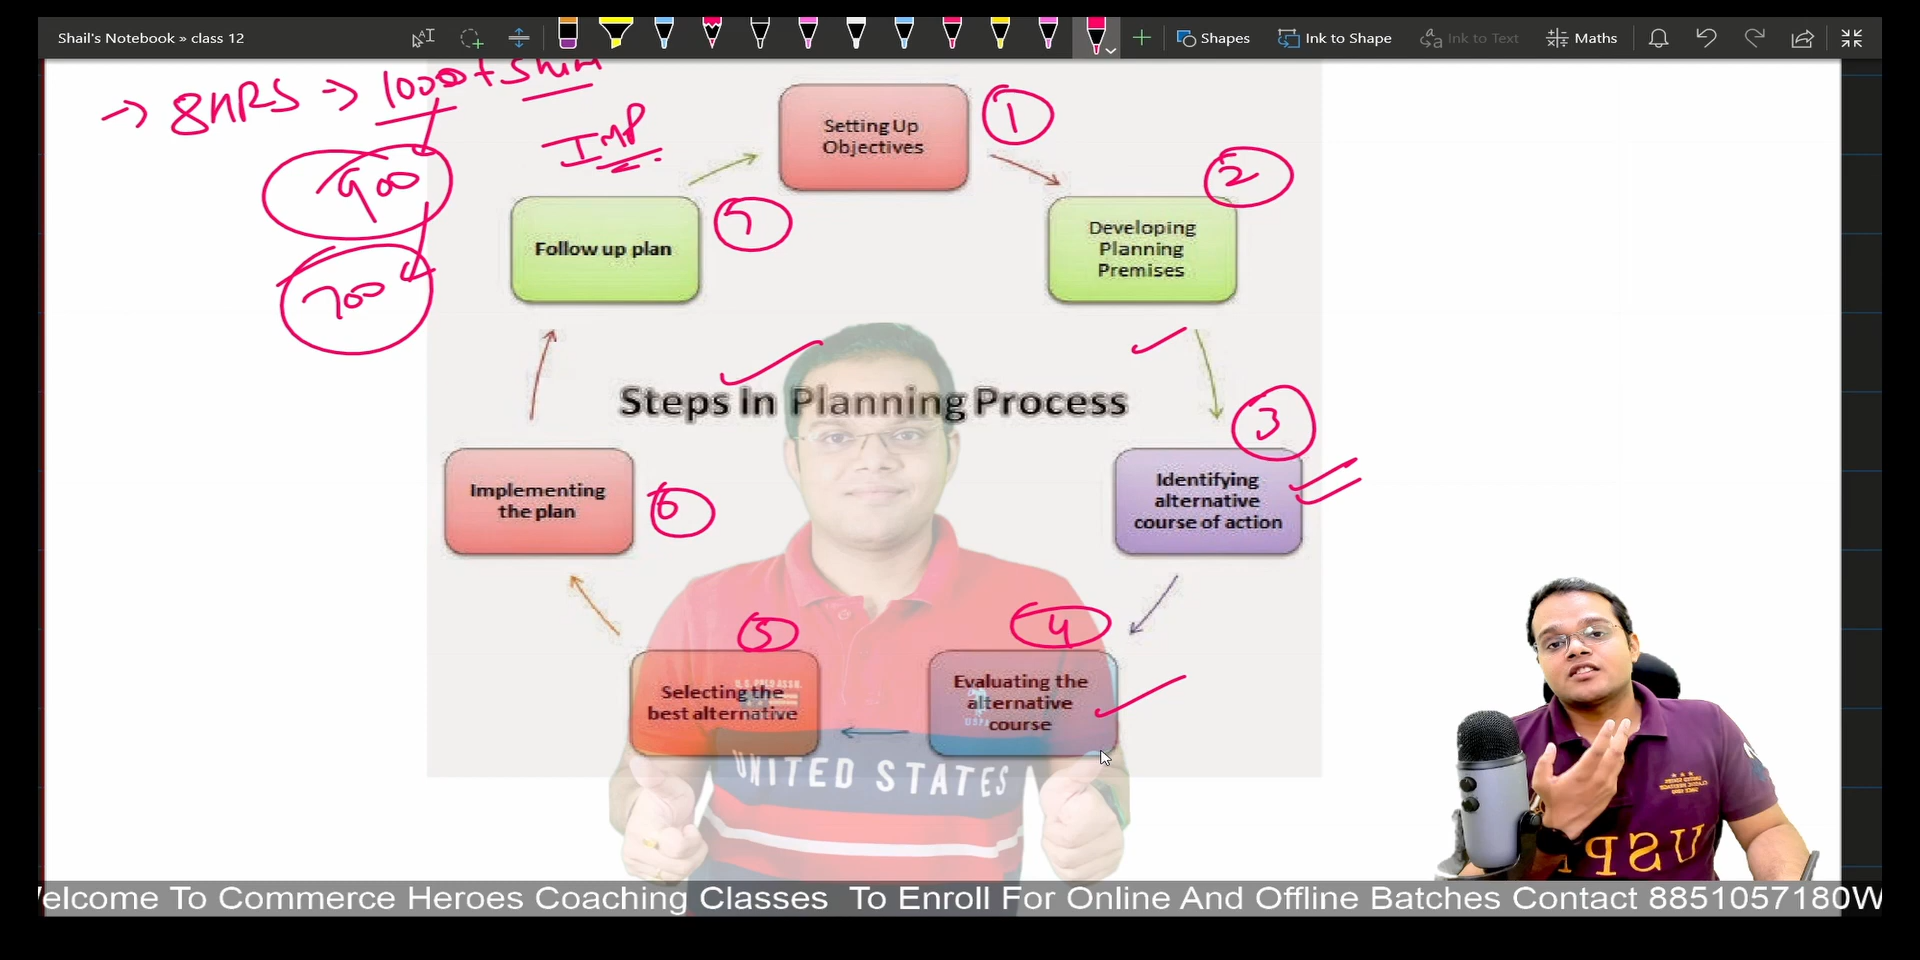 Shail's Notebook » class 12
Shapes
Ink to Shape
Ink to Text
Maths
→ 8HRS → 1000 +
IMP
900
700
Setting Up
Objectives
1
Developing
Planning
Premises
2
Identifying
alternative
course of action
3
Evaluating the
alternative
course
4
Selecting the
best alternative
5
Implementing
the plan
6
Follow up plan
7
Steps In Planning Process
UNITED STATES
USP
elcome To Commerce Heroes Coaching Classes To Enroll For Online And Offline Batches Contact 8851057180W